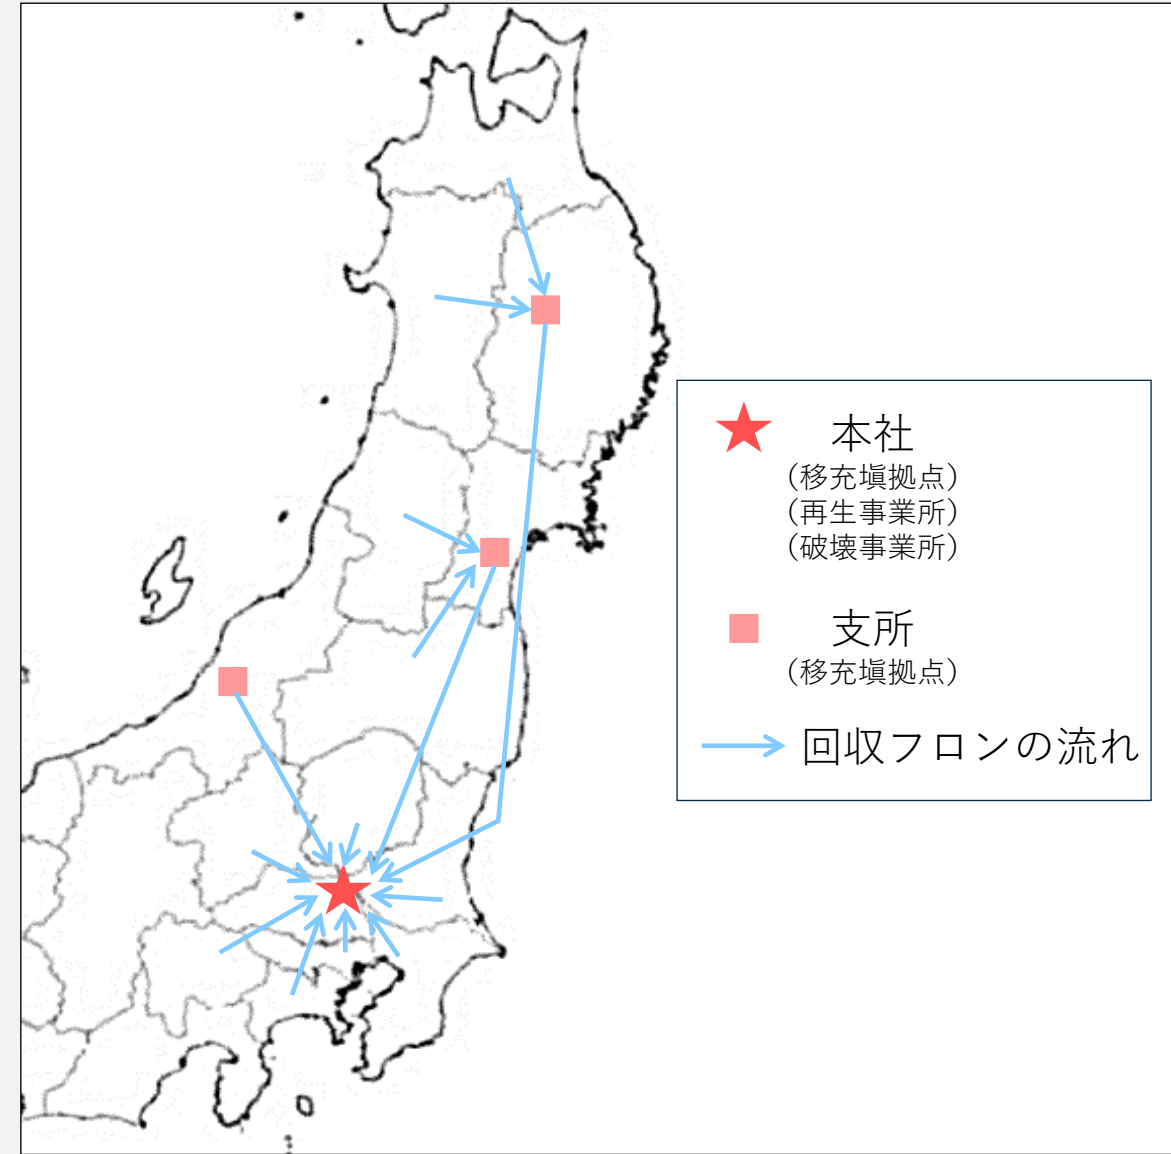 本社
（移充塡拠点）
（再生事業所）
（破壊事業所）
支所
（移充塡拠点）
回収フロンの流れ